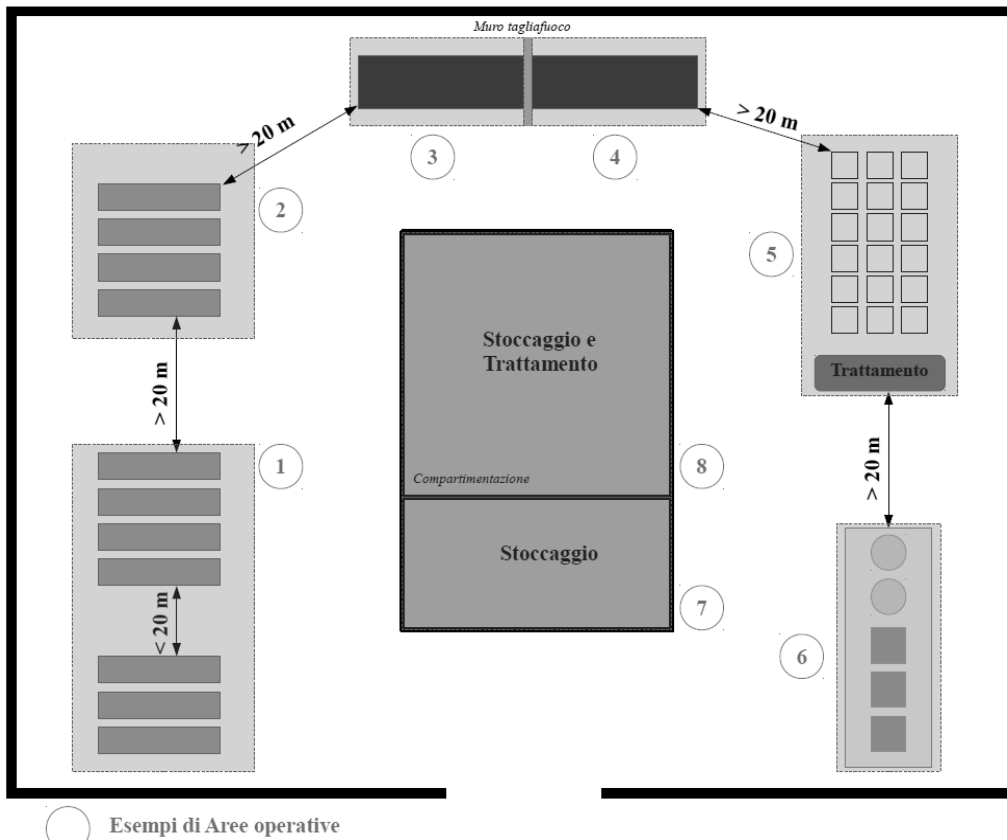 Muro tagliafuoco
> 20 m
> 20 m
3
4
2
5
Stoccaggio e
Trattamento
Trattamento
> 20 m
> 20 m
1
8
Compartimentazione
Stoccaggio
< 20 m
7
6
Esempi di Aree operative